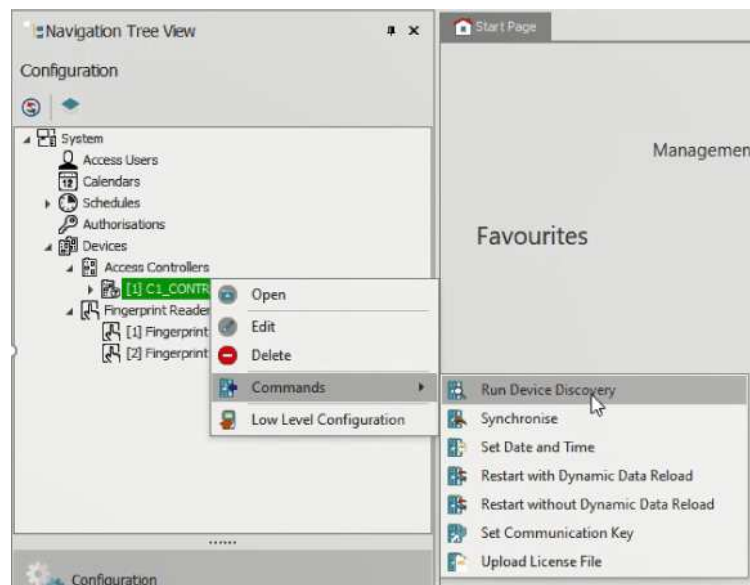 Navigation Tree View
Start Page
Configuration
System
Access Users
12 Calendars
Schedules
Authorisations
Devices
Access Controllers
[1] C1_CONTR
Fingerprint Reader
[1] Fingerprint
[2] Fingerprint
Open
Edit
Delete
Commands
Low Level Configuration
Managemen
Favourites
Run Device Discovery
Synchronise
Set Date and Time
Restart with Dynamic Data Reload
Restart without Dynamic Data Reload
Set Communication Key
Upload License File
Configuration